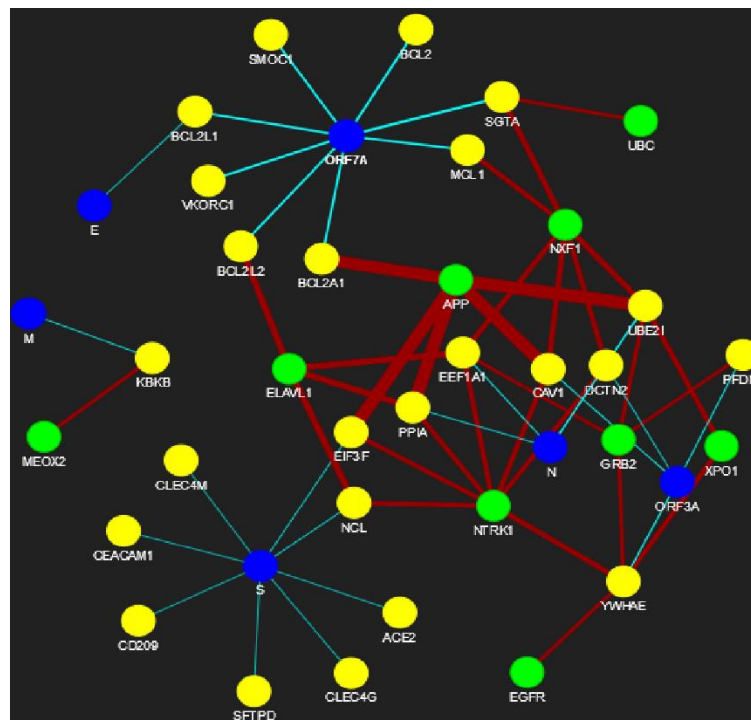 SMOC1
BCL2
BCL2L1
ORF7A
SGTA
UBC
MCL1
VKORC1
E
BCL2L2
BCL2A1
NXF1
APP
M
UBE2I
KBKB
ELAVL1
EEF1A1
CAV1
DCTN2
PFD
PPIA
MEOX2
EIF3F
N
GRB2
XPO1
CLEC4M
ORF3A
NCL
NTRK1
CEACAM1
S
YWHAE
CD209
ACE2
SFTPD
CLEC4G
EGFR